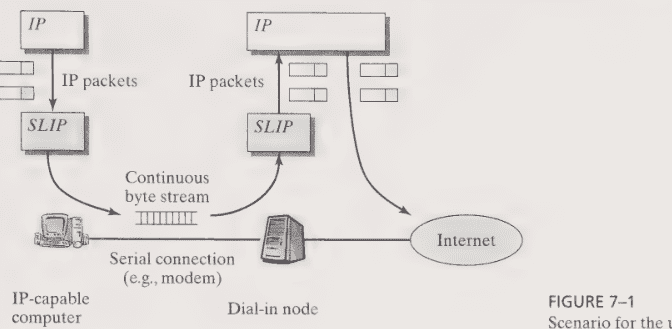 IP
IP
IP packets
IP packets
SLIP
SLIP
Continuous
byte stream
Internet
Serial connection
(e.g., modem)
IP-capable
computer
Dial-in node
FIGURE 7–1
Scenario for the